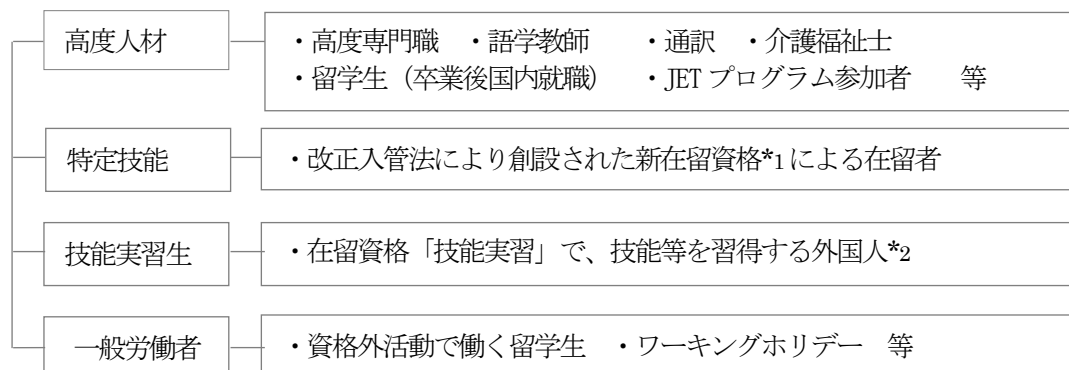 高度人材
・高度専門職 ・語学教師 ・通訳 ・介護福祉士
・留学生（卒業後国内就職） ・JET プログラム参加者 等
特定技能
・改正入管法により創設された新在留資格*1による在留者
技能実習生
・在留資格「技能実習」で、技能等を習得する外国人*2
一般労働者
・資格外活動で働く留学生 ・ワーキングホリデー 等